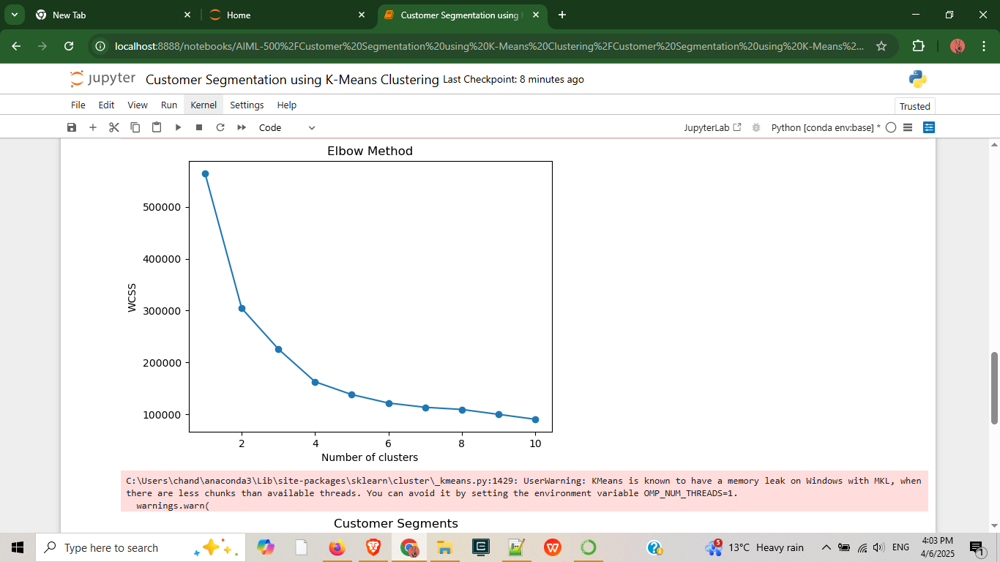 New Tab
Home
Customer Segmentation using
localhost:8888/notebooks/AIML-500%2FCustomer%20Segmentation%20using%20K-Means%20Clustering%2FCustomer%20Segmentation%20using%20K-Means%2...
jupyter Customer Segmentation using K-Means Clustering Last Checkpoint: 8 minutes ago
File Edit View Run Kernel Settings Help
Trusted
Code
JupyterLab
Python [conda env:base] *
Elbow Method
500000
400000
300000
200000
100000
WCSS
2 4 6 8 10
Number of clusters
C:\Users\chand\anaconda3\Lib\site-packages\sklearn\cluster\_kmeans.py:1429: UserWarning: KMeans is known to have a memory leak on Windows with MKL, when
there are less chunks than available threads. You can avoid it by setting the environment variable OMP_NUM_THREADS=1.
warnings.warn(
Customer Segments
Type here to search
5
13°C Heavy rain
ENG
4:03 PM
4/6/2025
1